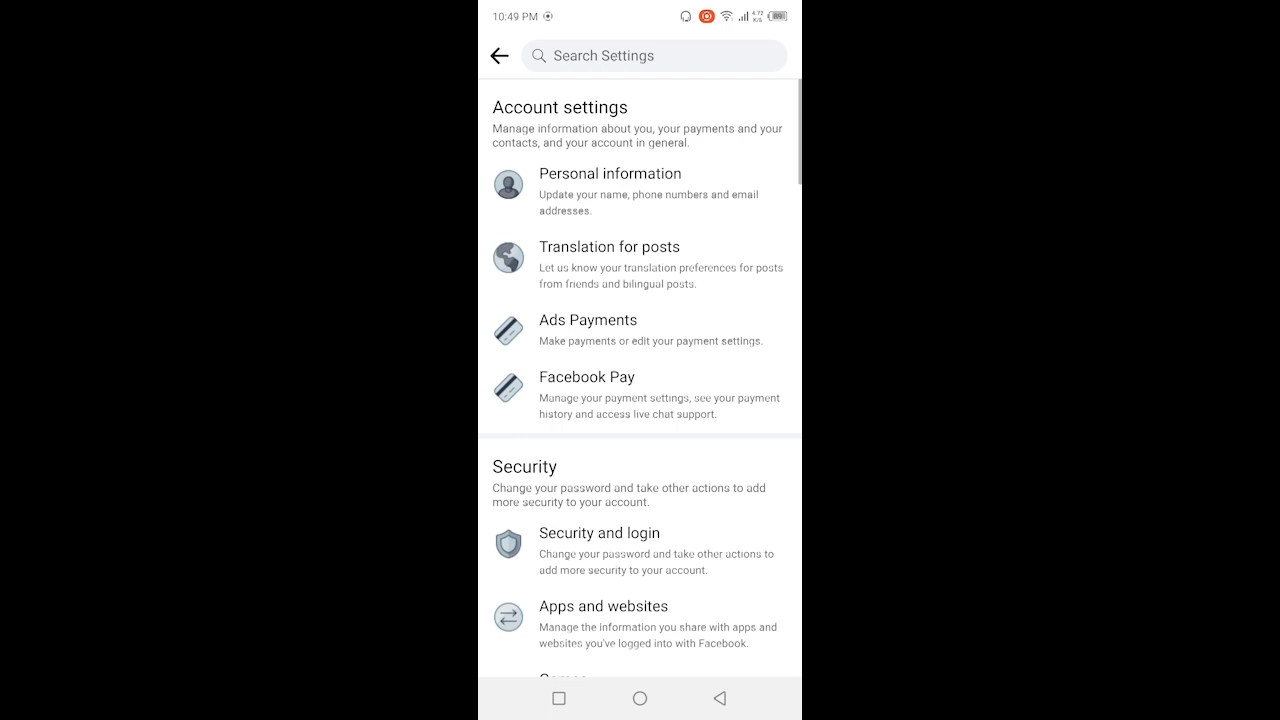 10:49 PM
4.72
K/S
89
Search Settings
Account settings
Manage information about you, your payments and your
contacts, and your account in general.
Personal information
Update your name, phone numbers and email
addresses.
Translation for posts
Let us know your translation preferences for posts
from friends and bilingual posts.
Ads Payments
Make payments or edit your payment settings.
Facebook Pay
Manage your payment settings, see your payment
history and access live chat support.
Security
Change your password and take other actions to add
more security to your account.
Security and login
Change your password and take other actions to
add more security to your account.
Apps and websites
Manage the information you share with apps and
websites you've logged into with Facebook.